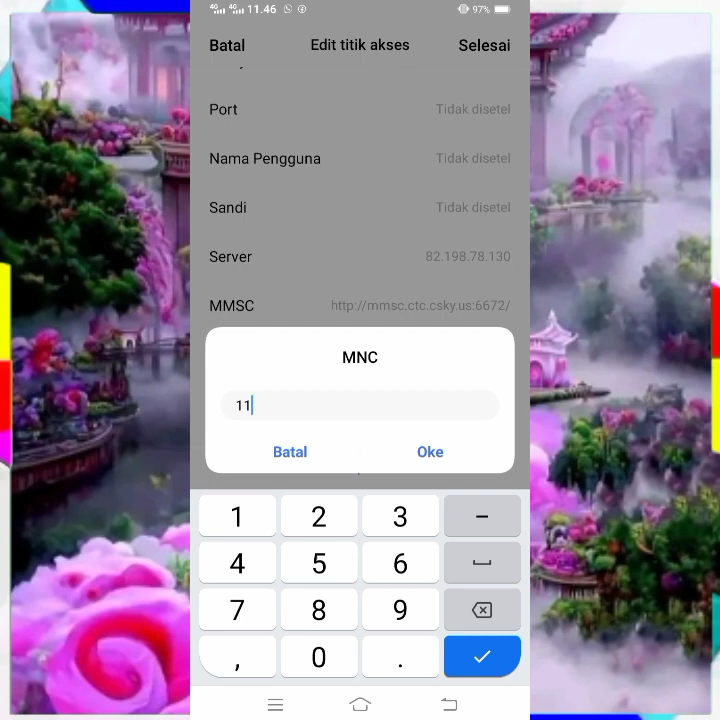 4G 4G 11.46 97%
Batal Edit titik akses Selesai
Port Tidak disetel
Nama Pengguna Tidak disetel
Sandi Tidak disetel
Server 82.198.78.130
MMSC http://mmsc.ctc.csky.us:6672/
MNC
11
Batal Oke
1 2 3 -
4 5 6
7 8 9
, 0 .